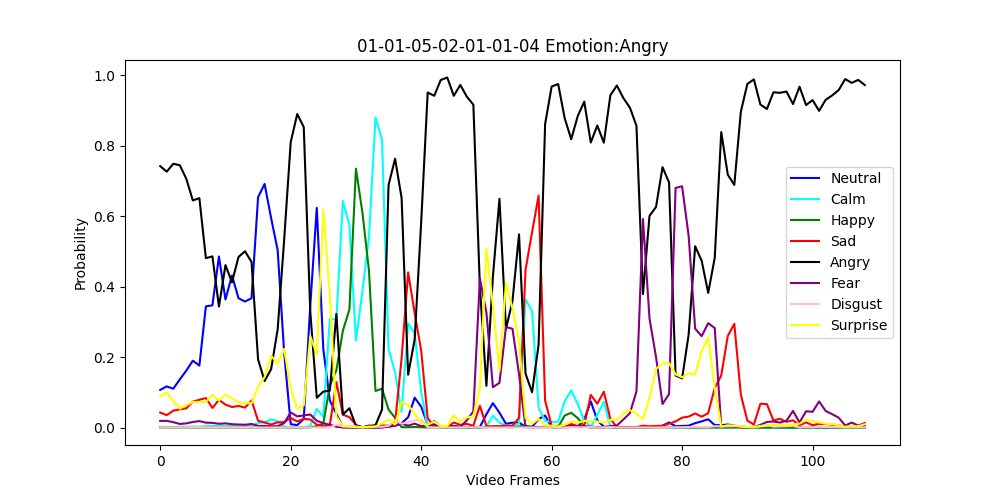 01-01-05-02-01-01-04 Emotion:Angry
Probability
1.0
0.8
0.6
0.4
0.2
0.0
0
20
40
60
80
100
Video Frames
Neutral
Calm
Happy
Sad
Angry
Fear
Disgust
Surprise